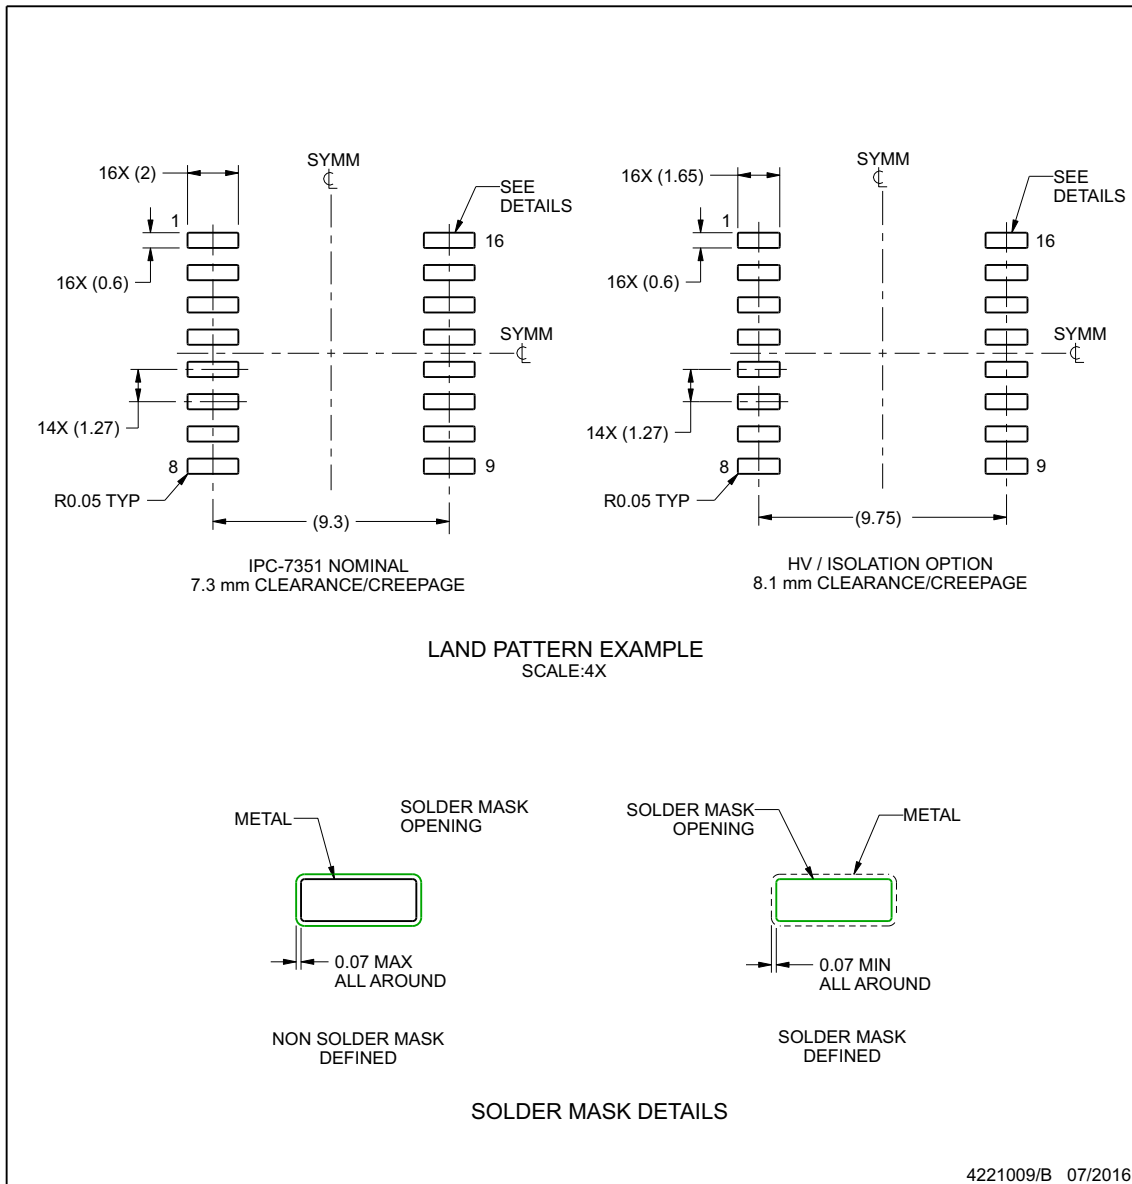 SYMM
℄
16X (2)
SEE
DETAILS
1
16
16X (0.6)
SYMM
℄
14X (1.27)
8
9
R0.05 TYP
(9.3)
IPC-7351 NOMINAL
7.3 mm CLEARANCE/CREEPAGE
SYMM
℄
16X (1.65)
SEE
DETAILS
1
16
16X (0.6)
SYMM
℄
14X (1.27)
8
9
R0.05 TYP
(9.75)
HV / ISOLATION OPTION
8.1 mm CLEARANCE/CREEPAGE
LAND PATTERN EXAMPLE
SCALE:4X
METAL
SOLDER MASK
OPENING
0.07 MAX
ALL AROUND
NON SOLDER MASK
DEFINED
SOLDER MASK
OPENING
METAL
0.07 MIN
ALL AROUND
SOLDER MASK
DEFINED
SOLDER MASK DETAILS
4221009/B 07/2016